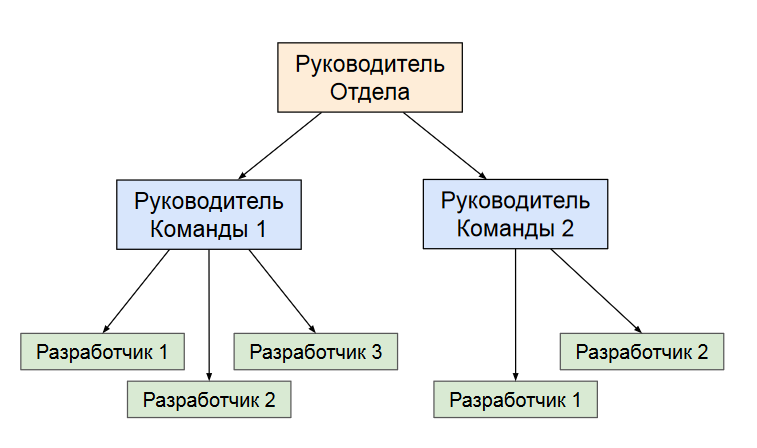 Руководитель
Отдела
Руководитель
Команды 1
Руководитель
Команды 2
Разработчик 1
Разработчик 3
Разработчик 2
Разработчик 2
Разработчик 1